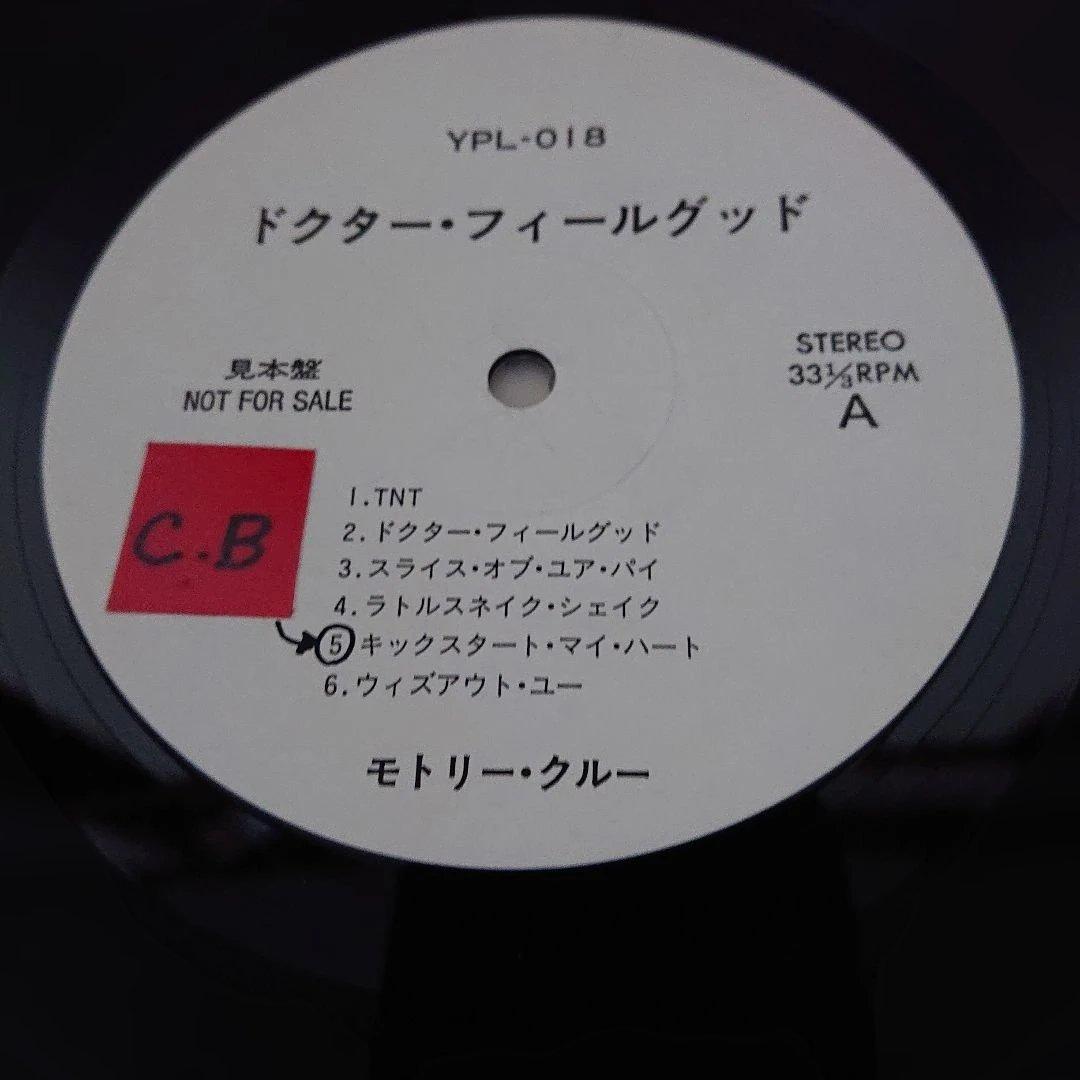 YPL-018
ドクター・フィールグッド
見本盤
NOT FOR SALE
STEREO
33⅓RPM
A
C.B
1.TNT
2.ドクター・フィールグッド
3.スライス・オブ・ユア・パイ
4.ラトルスネイク・シェイク
⑤キックスタート・マイ・ハート
6.ウィズアウト・ユー
モトリー・クルー